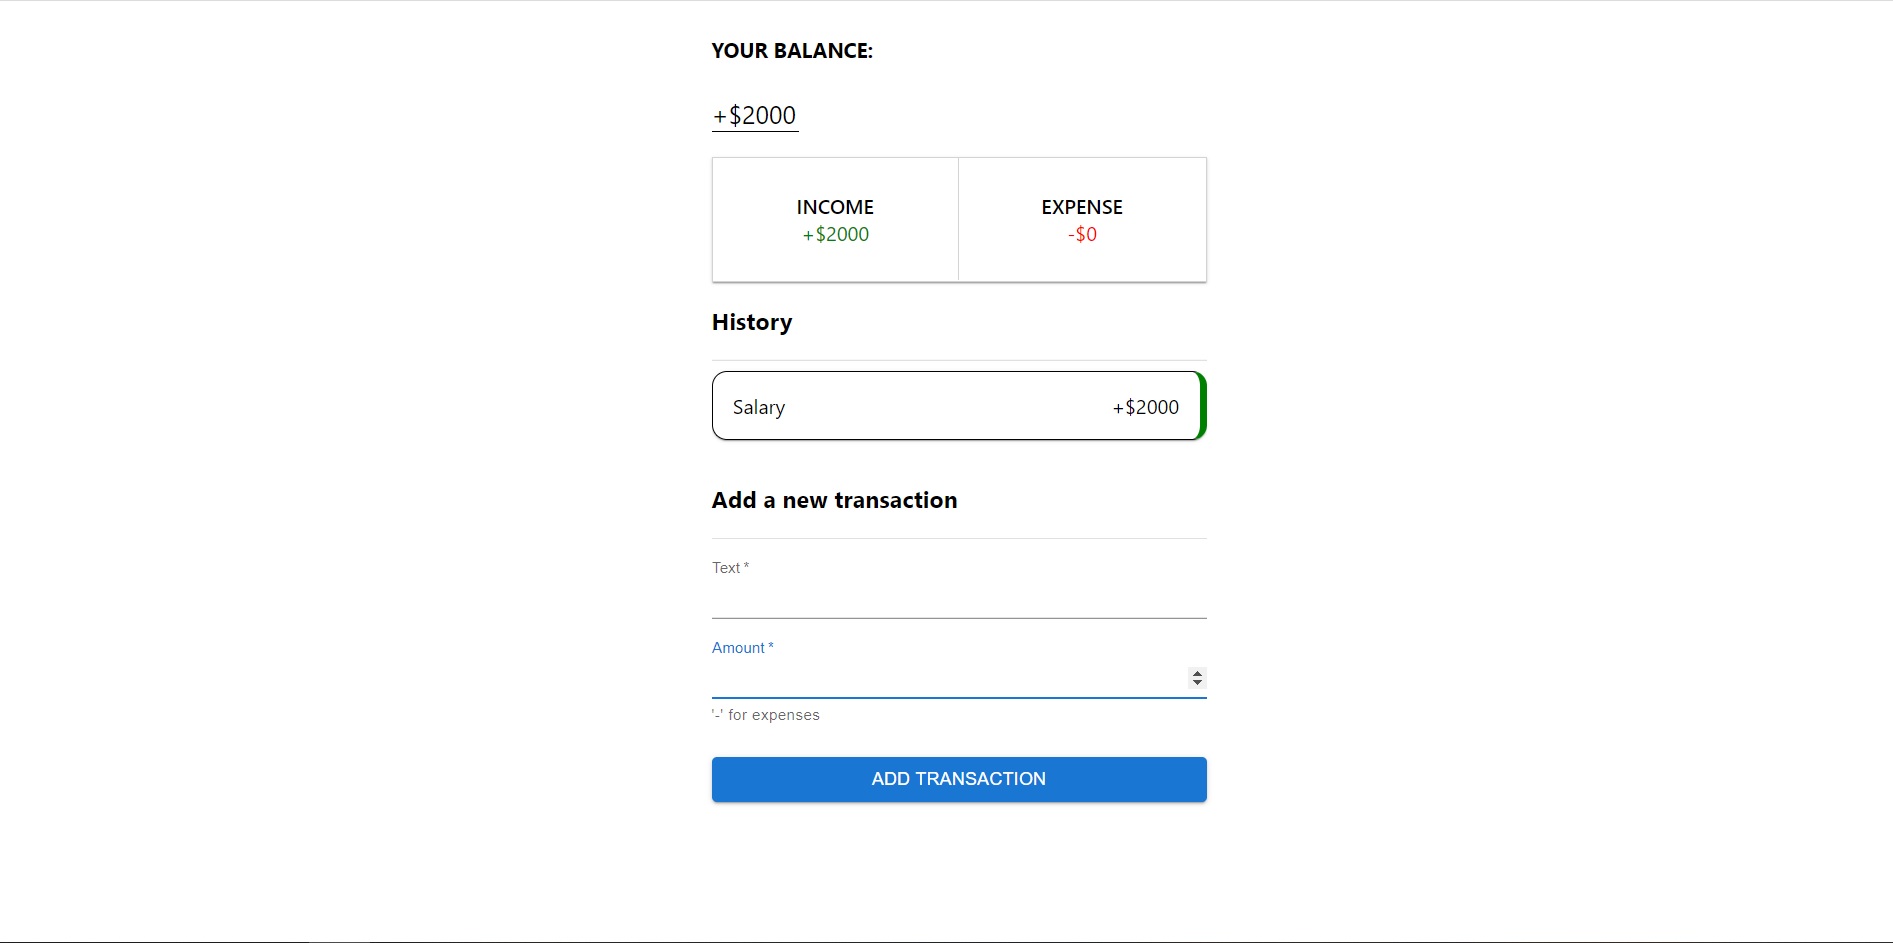 YOUR BALANCE:
+$2000
INCOME
+$2000
EXPENSE
-$0
History
Salary +$2000
Add a new transaction
Text *
Amount *
'-' for expenses
ADD TRANSACTION